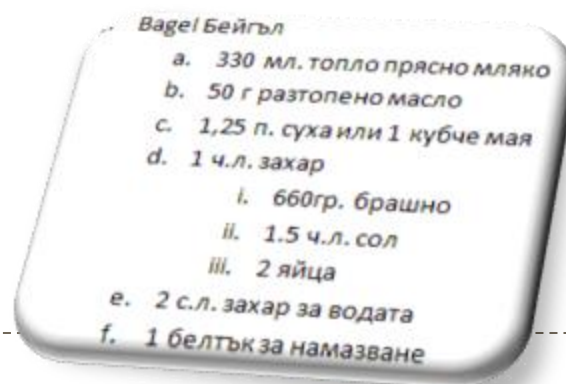 Bagel Бейгъл
a. 330 мл. топло прясно мляко
b. 50 г разтопено масло
c. 1,25 п. суха или 1 кубче мая
d. 1 ч.л. захар
i. 660гр. брашно
ii. 1.5 ч.л. сол
iii. 2 яйца
e. 2 с.л. захар за водата
f. 1 белтък за намазване